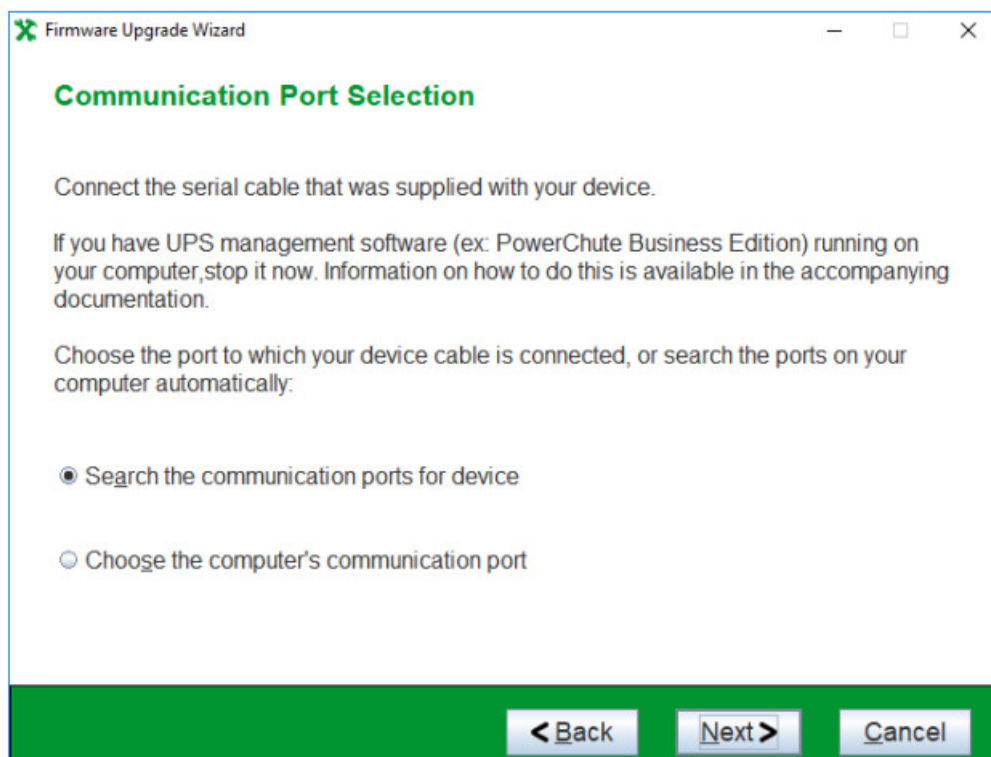 Firmware Upgrade Wizard
Communication Port Selection
Connect the serial cable that was supplied with your device.
If you have UPS management software (ex: PowerChute Business Edition) running on
your computer,stop it now. Information on how to do this is available in the accompanying
documentation.
Choose the port to which your device cable is connected, or search the ports on your
computer automatically:
Search the communication ports for device
Choose the computer's communication port
< Back Next > Cancel